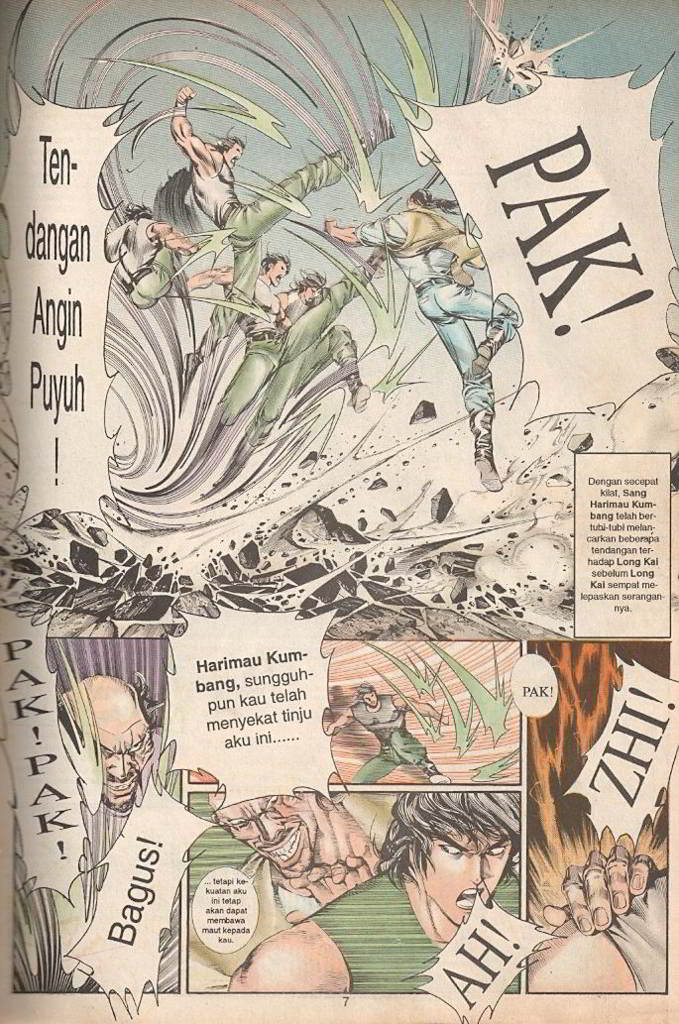 Ten-
dangan
Angin
Puyuh
!
PAK!
Dengan secepat
kilat, Sang
Harimau Kum-
bang telah ber-
tubi-tubi melan-
carkan beberapa
tendangan ter-
hadap Long Kai
sebelum Long
Kai sempat me-
lepaskan serangan-
nya.
PAK! PAK!
Harimau Kum-
bang, sungguh-
pun kau telah
menyekat tinju
aku ini......
PAK!
ZHI!
Bagus!
... tetapi ke-
kuatan aku
ini tetap
akan dapat
membawa
maut kepada
kau.
AH!
7